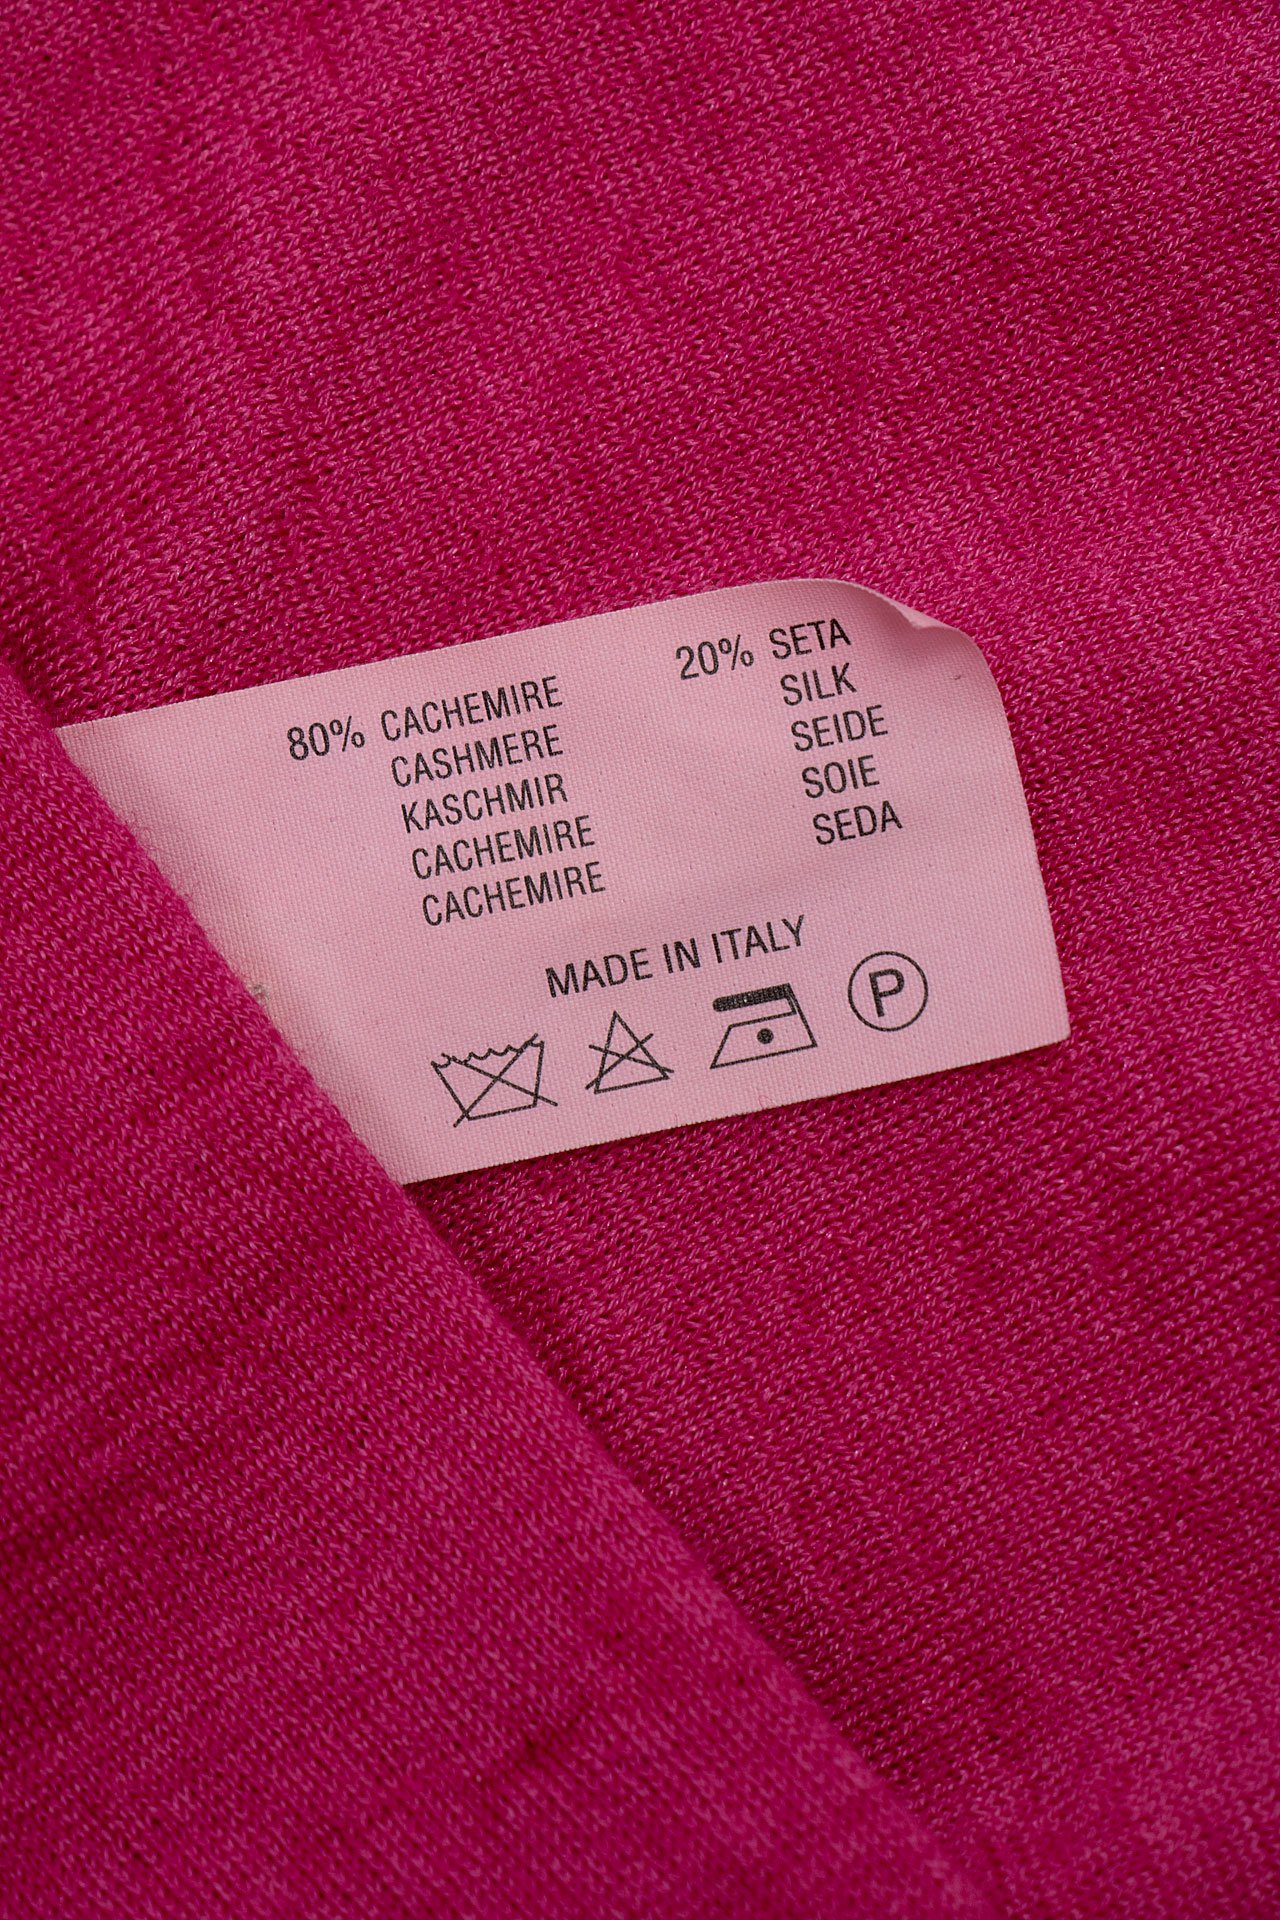 80% CACHEMIRE
CASHMERE
KASCHMIR
CACHEMIRE
CACHEMIRE
20% SETA
SILK
SEIDE
SOIE
SEDA
MADE IN ITALY
P